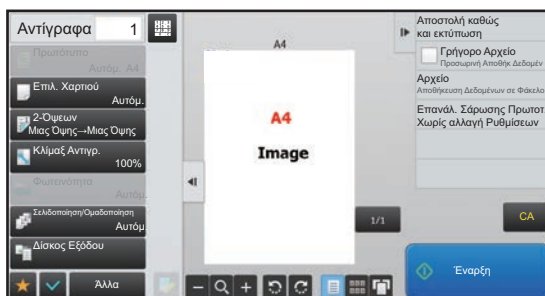 Αντίγραφα 1
Πρωτότυπο
Αυτόμ. A4
Επιλ. Χαρτιού
Αυτόμ.
2-Όψεων
Μιας Όψης→Μιας Όψης
Κλίμαξ Αντιγρ.
100%
Φωτεινότητα
Αυτόμ.
Σελιδοποίηση/Ομαδοποίηση
Αυτόμ.
Δίσκος Εξόδου
Άλλα
A4
A4
Image
1/1
Αποστολή καθώς
και εκτύπωση
Γρήγορο Αρχείο
Προσωρινή Αποθήκ Δεδομέν
Αρχείο
Αποθήκευση Δεδομένων σε Φάκελο
Επανάλ. Σάρωσης Πρωτοτ
Χωρίς αλλαγή Ρυθμίσεων
CA
Έναρξη